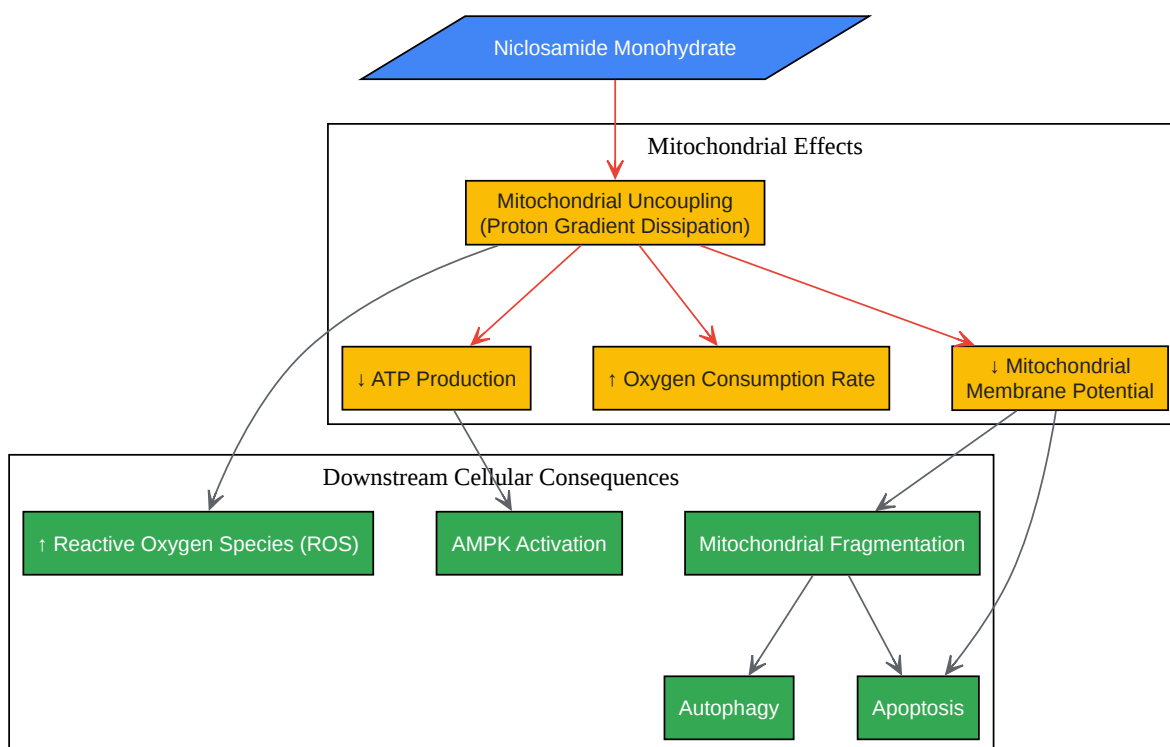 Niclosamide Monohydrate
Mitochondrial Effects
Mitochondrial Uncoupling
(Proton Gradient Dissipation)
↓ ATP Production
↑ Oxygen Consumption Rate
↓ Mitochondrial
Membrane Potential
Downstream Cellular Consequences
↑ Reactive Oxygen Species (ROS)
AMPK Activation
Mitochondrial Fragmentation
Autophagy
Apoptosis